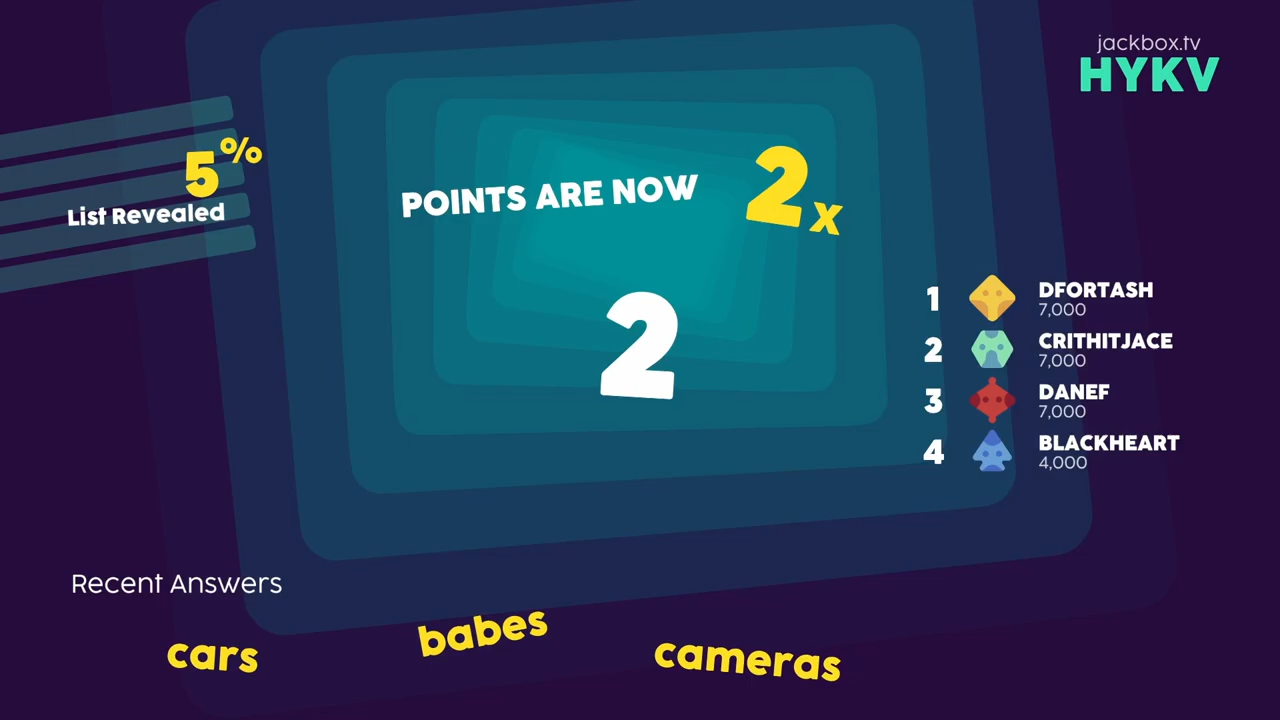 jackbox.tv
HYKV
5%
List Revealed
POINTS ARE NOW 2x
2
1 DFORTASH
7,000
2 CRITHITJACE
7,000
3 DANEF
7,000
4 BLACKHEART
4,000
Recent Answers
cars babes cameras